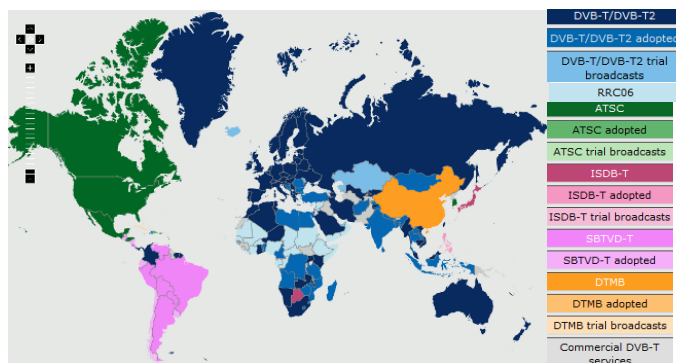 DVB-T/DVB-T2
DVB-T/DVB-T2 adopted
DVB-T/DVB-T2 trial
broadcasts
RRC06
ATSC
ATSC adopted
ATSC trial broadcasts
ISDB-T
ISDB-T adopted
ISDB-T trial broadcasts
SBTVD-T
SBTVD-T adopted
DTMB
DTMB adopted
DTMB trial broadcasts
Commercial DVB-T
services